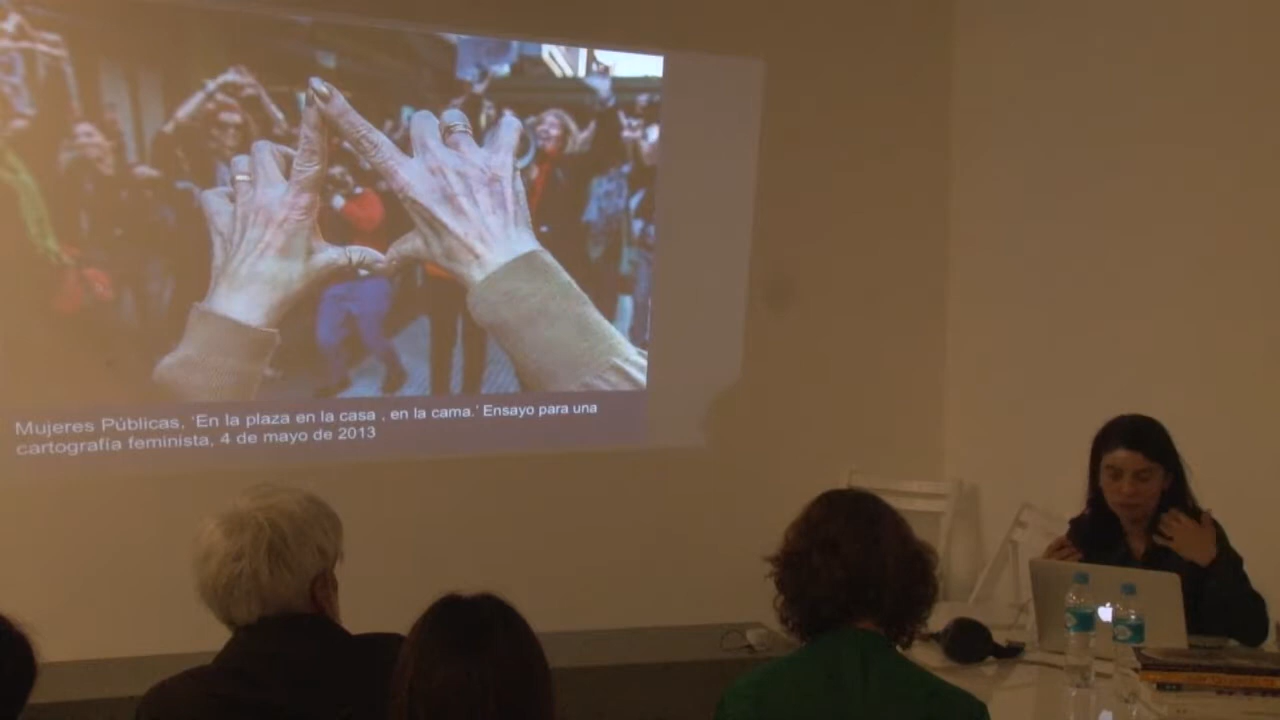 Mujeres Públicas, 'En la plaza en la casa , en la cama.' Ensayo para una
cartografía feminista, 4 de mayo de 2013